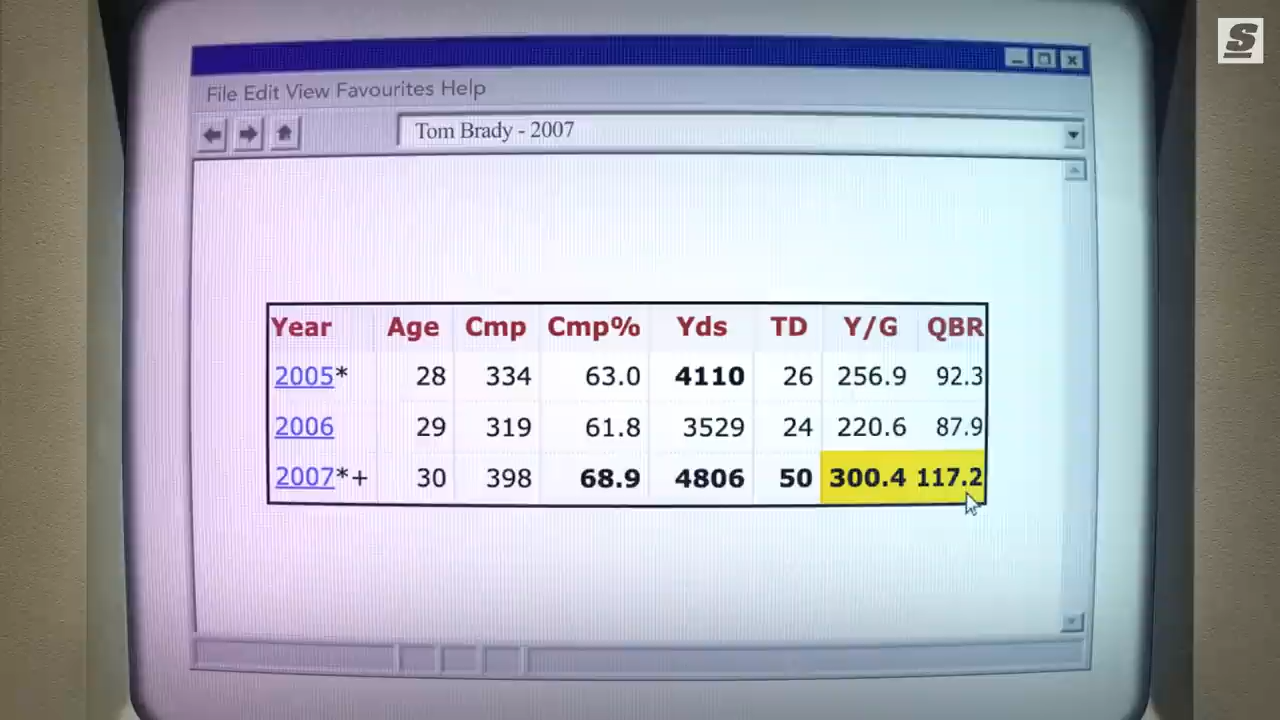 S
File Edit View Favourites Help
Tom Brady - 2007
Year Age Cmp Cmp% Yds TD Y/G QBR
2005* 28 334 63.0 4110 26 256.9 92.3
2006 29 319 61.8 3529 24 220.6 87.9
2007*+ 30 398 68.9 4806 50 300.4 117.2